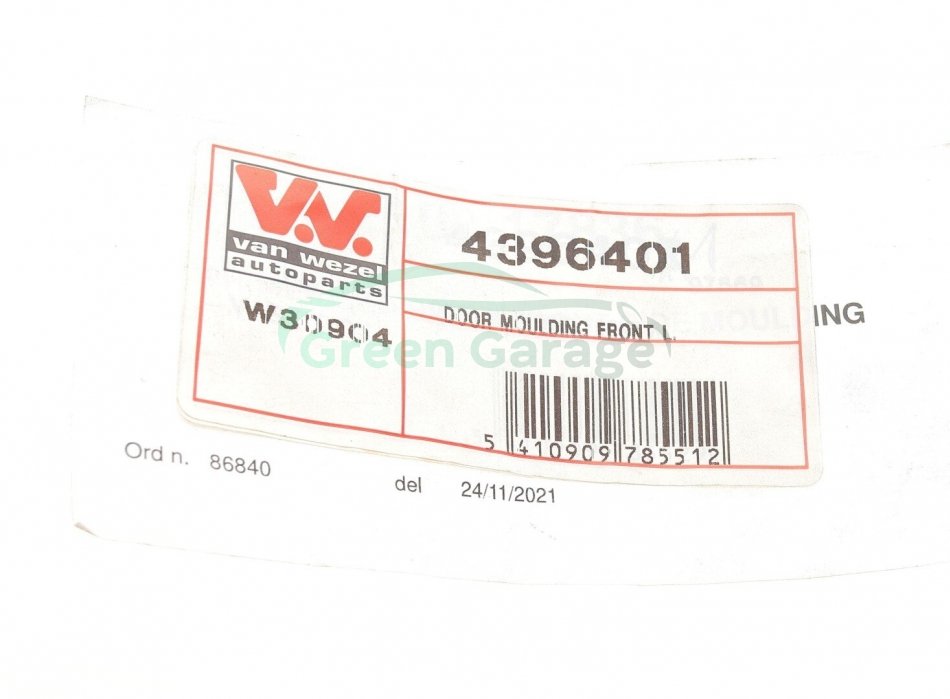 V.V.
van wezel
autoparts
W30904
4396401
DOOR MOULDING FRONT L.
ING
Green Garage
5 410909 785512
Ord n. 86840
del 24/11/2021